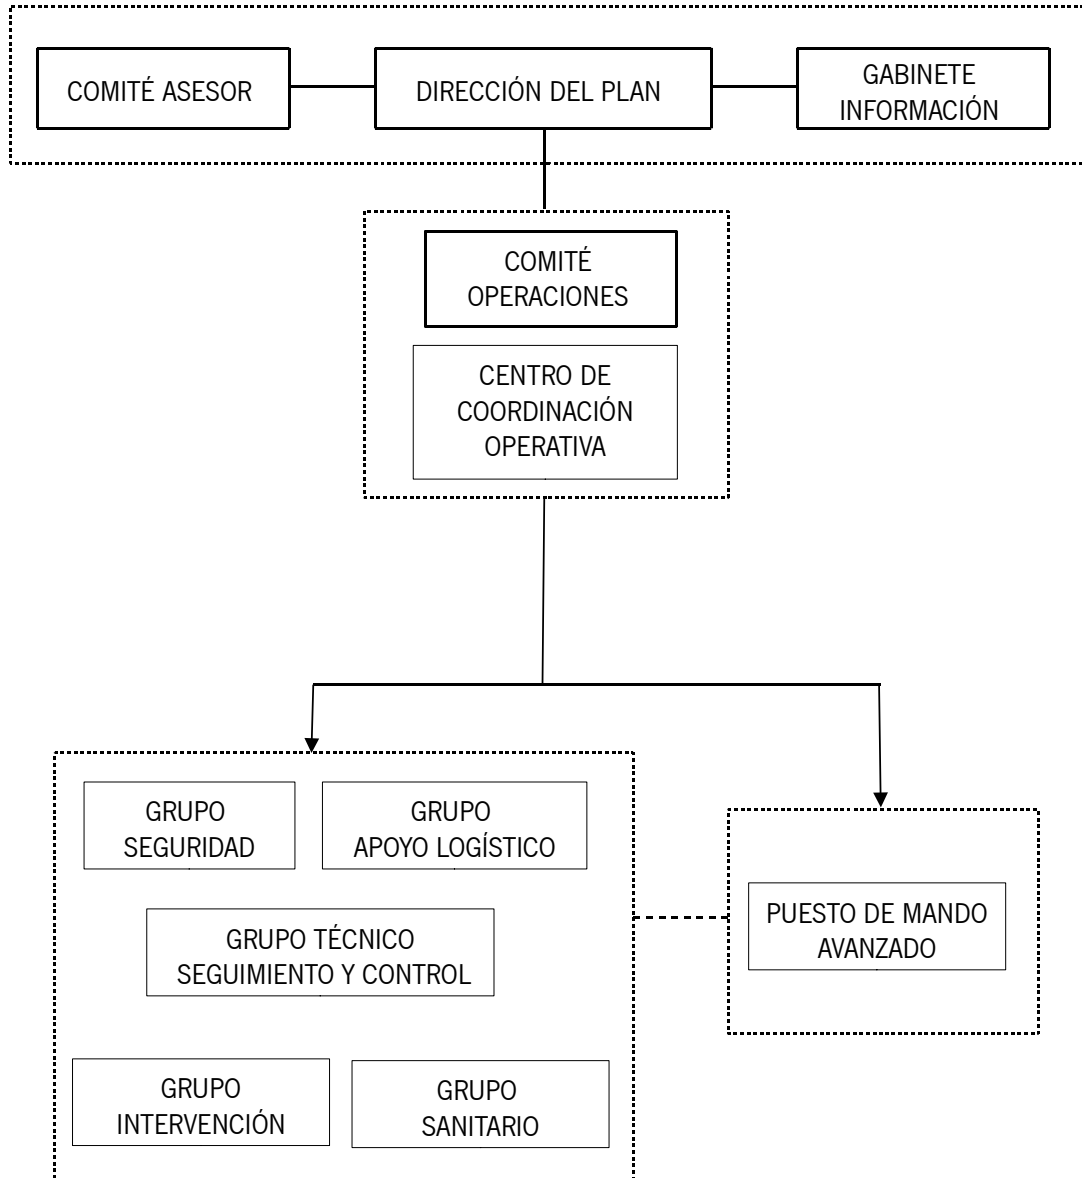 COMITÉ ASESOR
DIRECCIÓN DEL PLAN
GABINETE
INFORMACIÓN
COMITÉ
OPERACIONES
CENTRO DE
COORDINACIÓN
OPERATIVA
GRUPO
SEGURIDAD
GRUPO
APOYO LOGÍSTICO
GRUPO TÉCNICO
SEGUIMIENTO Y CONTROL
PUESTO DE MANDO
AVANZADO
GRUPO
INTERVENCIÓN
GRUPO
SANITARIO